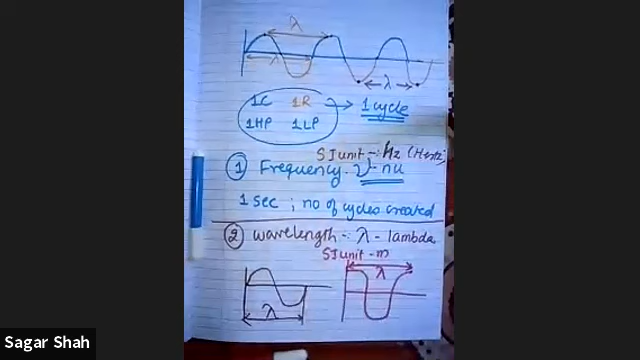 λ
λ
λ
1C 1R → 1 cycle
1HP 1LP
SI unit -: Hz (Hertz)
① Frequency - ν - nu
1 sec ; no of cycles created
② Wavelength -: λ - lambda
SI unit - m
λ
λ
Sagar Shah